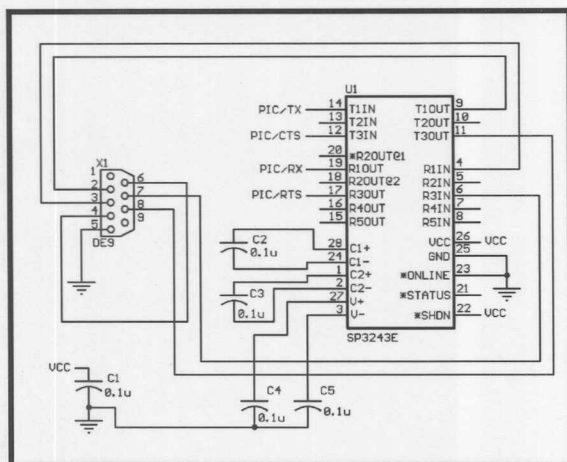 U1
PIC/TX 14 T1IN T1OUT 9
13 T2IN T2OUT 10
PIC/CTS 12 T3IN T3OUT 11
20 *R2OUT@1
PIC/RX 19 R1OUT R1IN 4
18 R2OUT@2 R2IN 5
PIC/RTS 17 R3OUT R3IN 6
16 R4OUT R4IN 7
15 R5OUT R5IN 8
28 C1+ VCC 26 VCC
24 C1- GND 25
1 C2+ *ONLINE 23
2 C2-
27 V+ *STATUS 21
3 V- *SHDN 22 VCC
SP3243E
X1
1 6
2 7
3 8
4 9
5
DE9
C2
0.1u
C3
0.1u
VCC
C1
0.1u
C4
0.1u
C5
0.1u